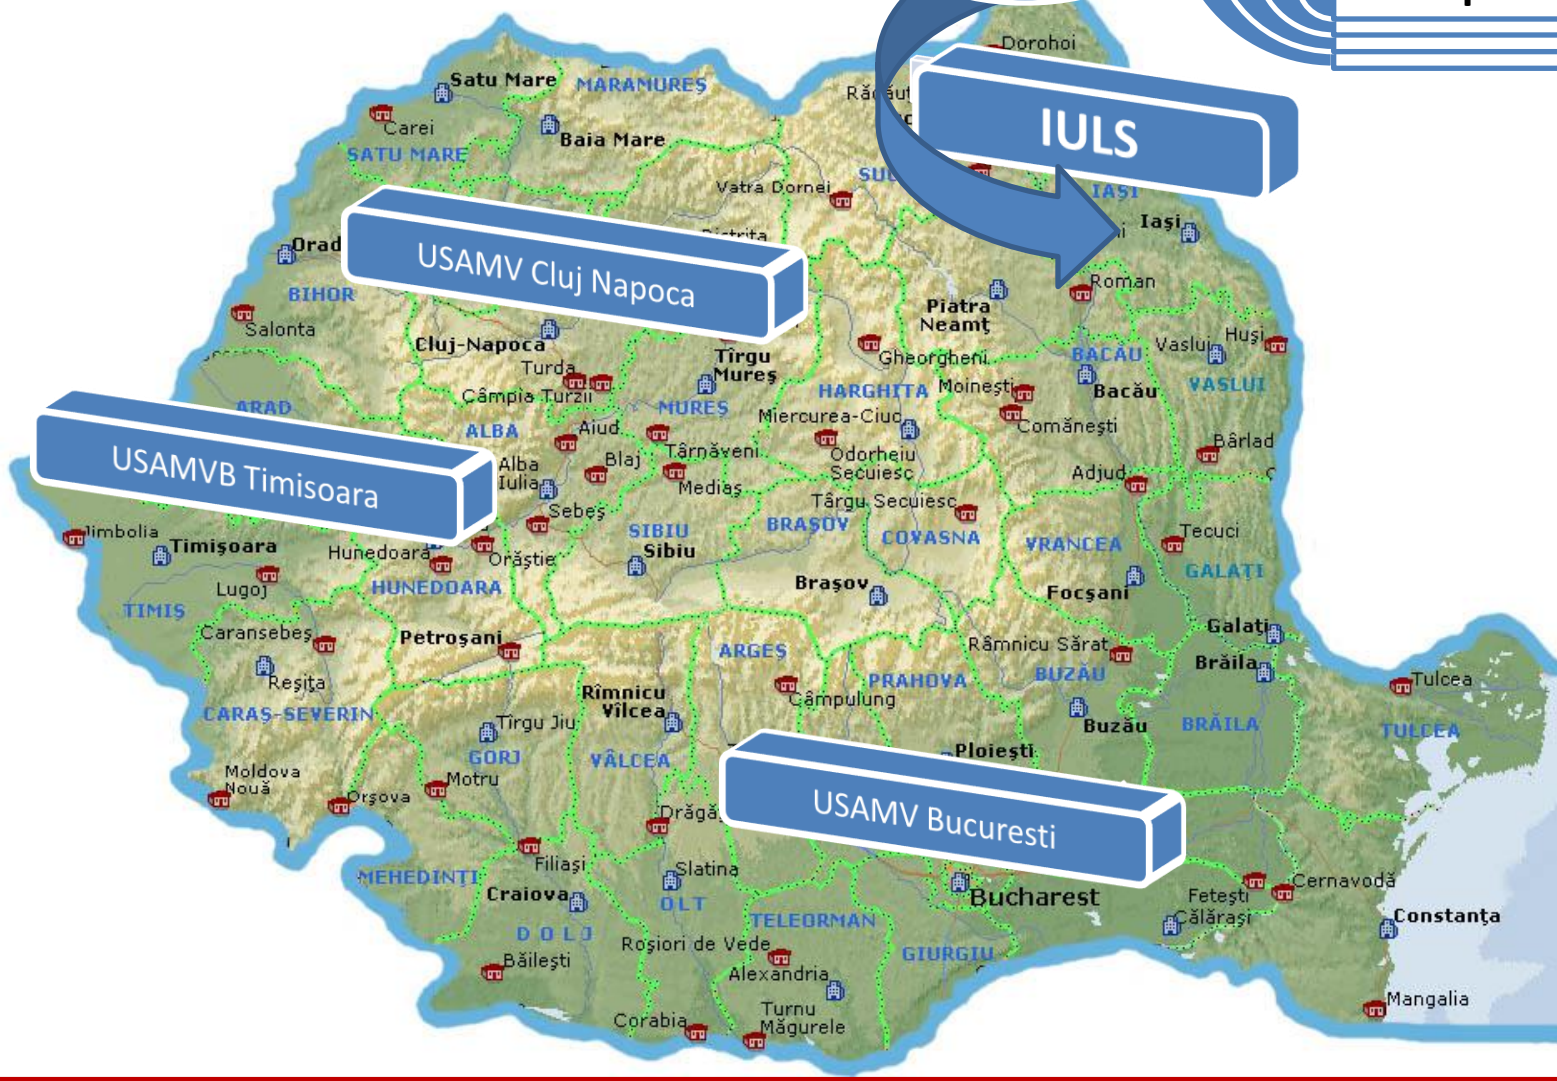 Dorohoi
Satu Mare
MARAMUREŞ
Carei
Baia Mare
SATU MARE
IULS
Vatra Dornei
IAŞI
Iaşi
USAMV Cluj Napoca
BIHOR
Salonta
Roman
Piatra
Neamţ
Cluj-Napoca
Turda
Câmpia Turzii
Tîrgu
Mureş
Gheorgheni
BACĂU
Vaslui
Huşi
HARGHIŢA
Moineşti
Bacău
VASLUI
ARAD
MUREŞ
Miercurea-Ciuc
Comăneşti
ALBA
Aiud
Târnăveni
Odorheiu
Secuiesc
Bârlad
USAMVB Timisoara
Alba
Iulia
Blaj
Mediaş
Adjud
Târgu Secuiesc
Sebeş
SIBIU
BRAŞOV
COVASNA
VRANCEA
Tecuci
Jimbolia
Timişoara
Hunedoara
Orăştie
Sibiu
GALAŢI
Lugoj
HUNEDOARA
Braşov
Focşani
TIMIŞ
Caransebeş
Petroşani
ARGEŞ
Râmnicu Sărat
Galaţi
Reşiţa
Rîmnicu
Vîlcea
Câmpulung
PRAHOVA
BUZĂU
Brăila
Tulcea
CARAŞ-SEVERIN
Tîrgu Jiu
Buzău
BRĂILA
TULCEA
GORJ
VÂLCEA
Ploieşti
Moldova
Nouă
Orşova
Motru
USAMV Bucuresti
Filiaşi
Slatina
MEHEDINŢI
Craiova
OLT
Bucharest
Feteşti
Cernavodă
Călăraşi
Constanţa
DOLJ
Roşiori de Vede
TELEORMAN
GIURGIU
Băileşti
Alexandria
Corabia
Turnu
Măgurele
Mangalia